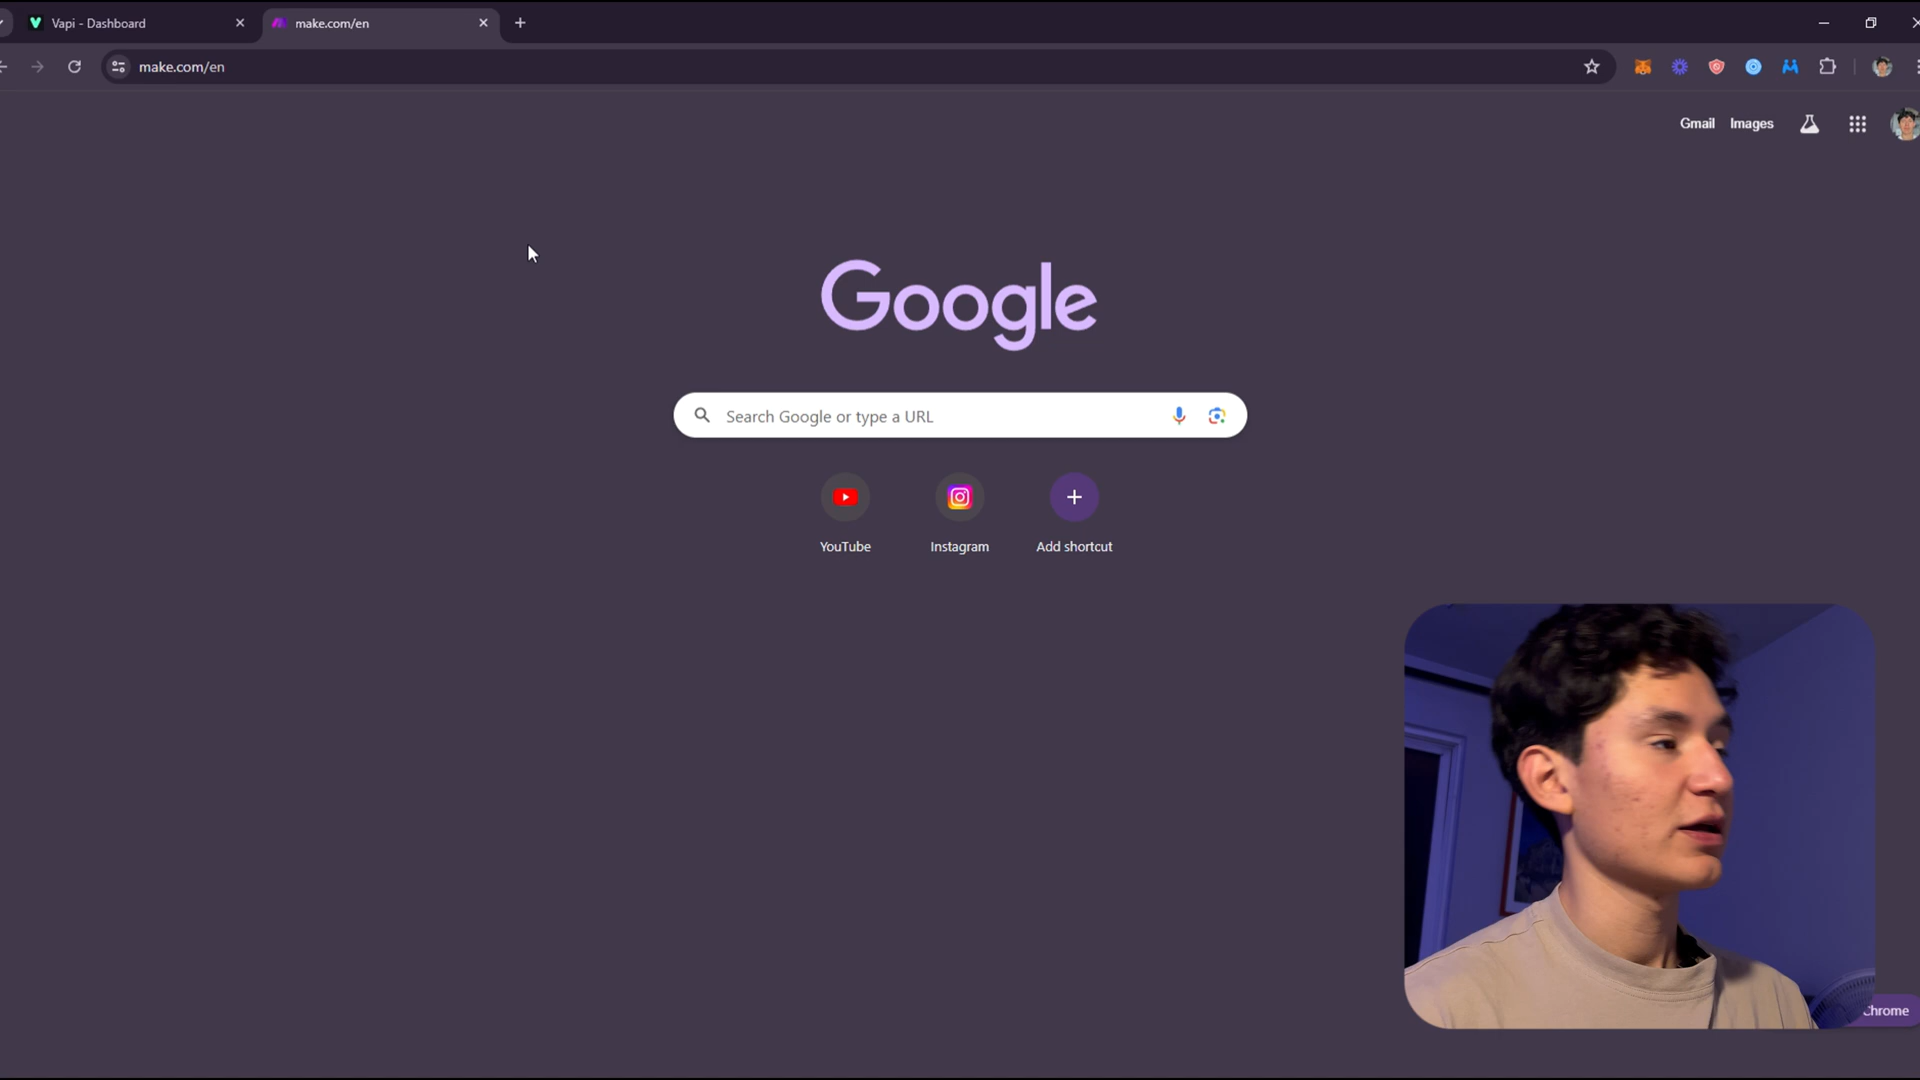 Vapi - Dashboard
make.com/en
make.com/en
Gmail Images
Google
Search Google or type a URL
YouTube
Instagram
Add shortcut
Chrome